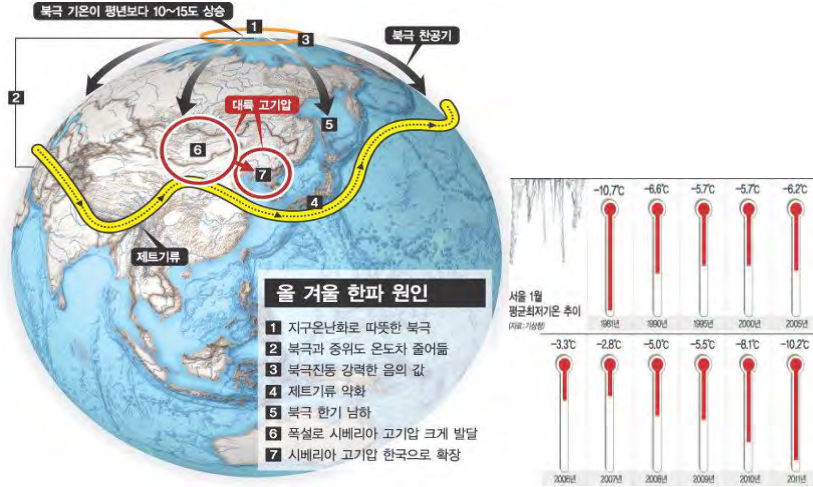 북극 기온이 평년보다 10~15도 상승
1
3
북극 찬공기
2
대륙 고기압
5
6
7
4
제트기류
올 겨울 한파 원인
1 지구온난화로 따뜻한 북극
2 북극과 중위도 온도차 줄어듦
3 북극진동 강력한 음의 값
4 제트기류 약화
5 북극 한기 남하
6 폭설로 시베리아 고기압 크게 발달
7 시베리아 고기압 한국으로 확장
-10.7℃ -6.6℃ -5.7℃ -5.7℃ -6.2℃
서울 1월
평균최저기온 추이
(자료:기상청)
1981년 1990년 1995년 2000년 2005년
-3.3℃ -2.8℃ -5.0℃ -5.5℃ -8.1℃ -10.2℃
2006년 2007년 2008년 2009년 2010년 2011년